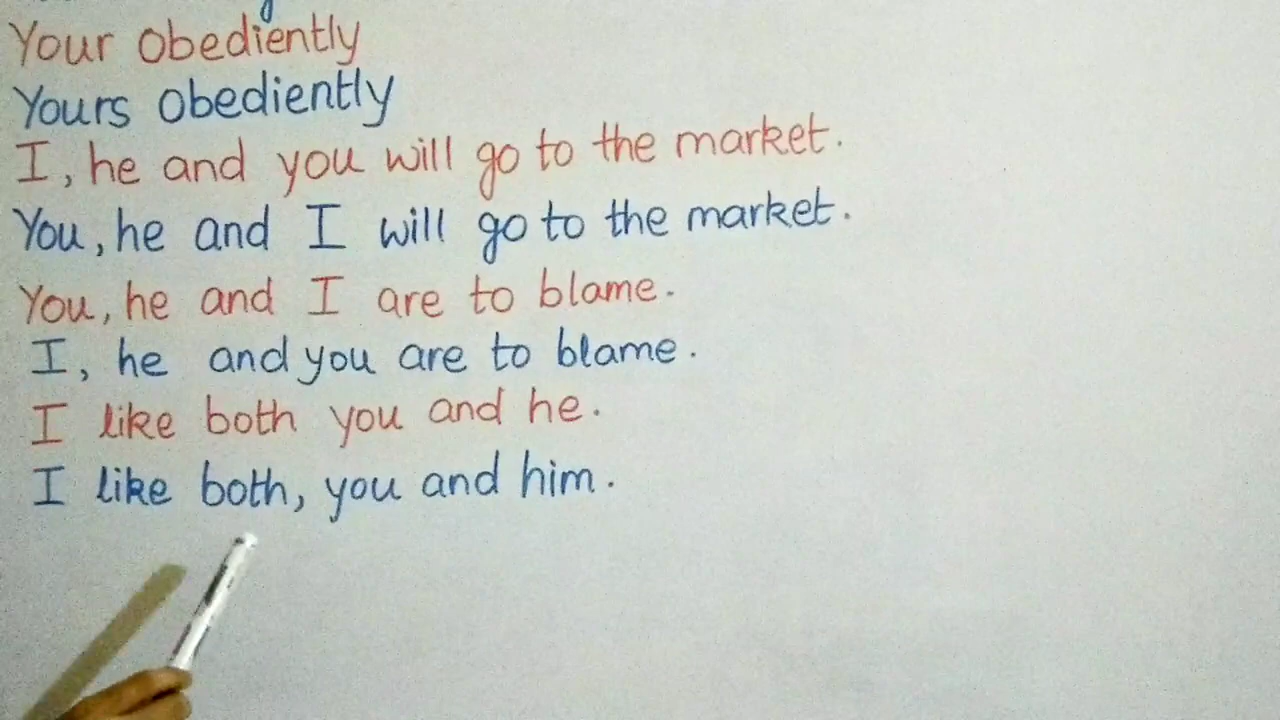 Your obediently
Yours obediently
I, he and you will go to the market.
You, he and I will go to the market.
You, he and I are to blame.
I, he and you are to blame.
I like both you and he.
I like both, you and him.